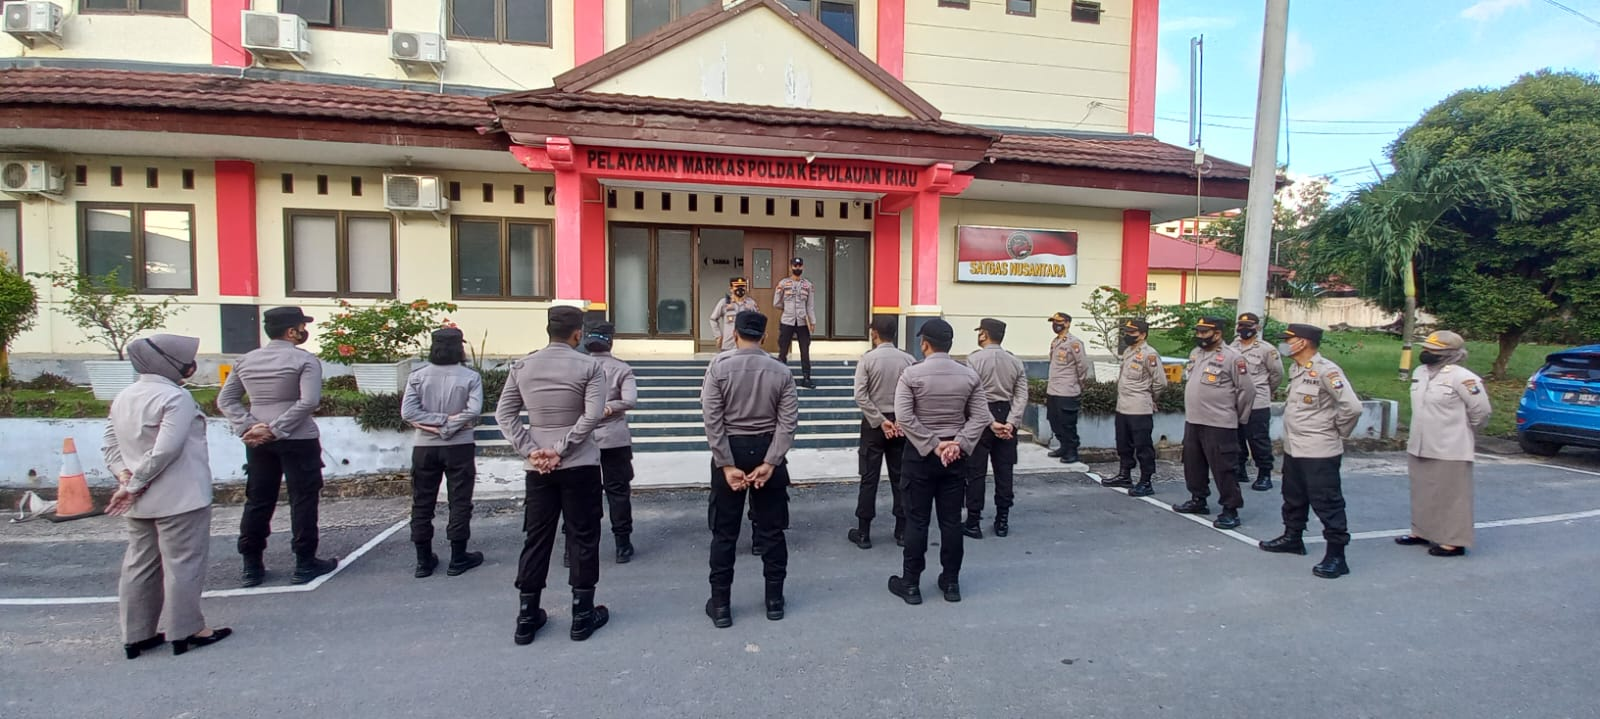 PELAYANAN MARKAS POLDA KEPULAUAN RIAU
SATGAS NUSANTARA